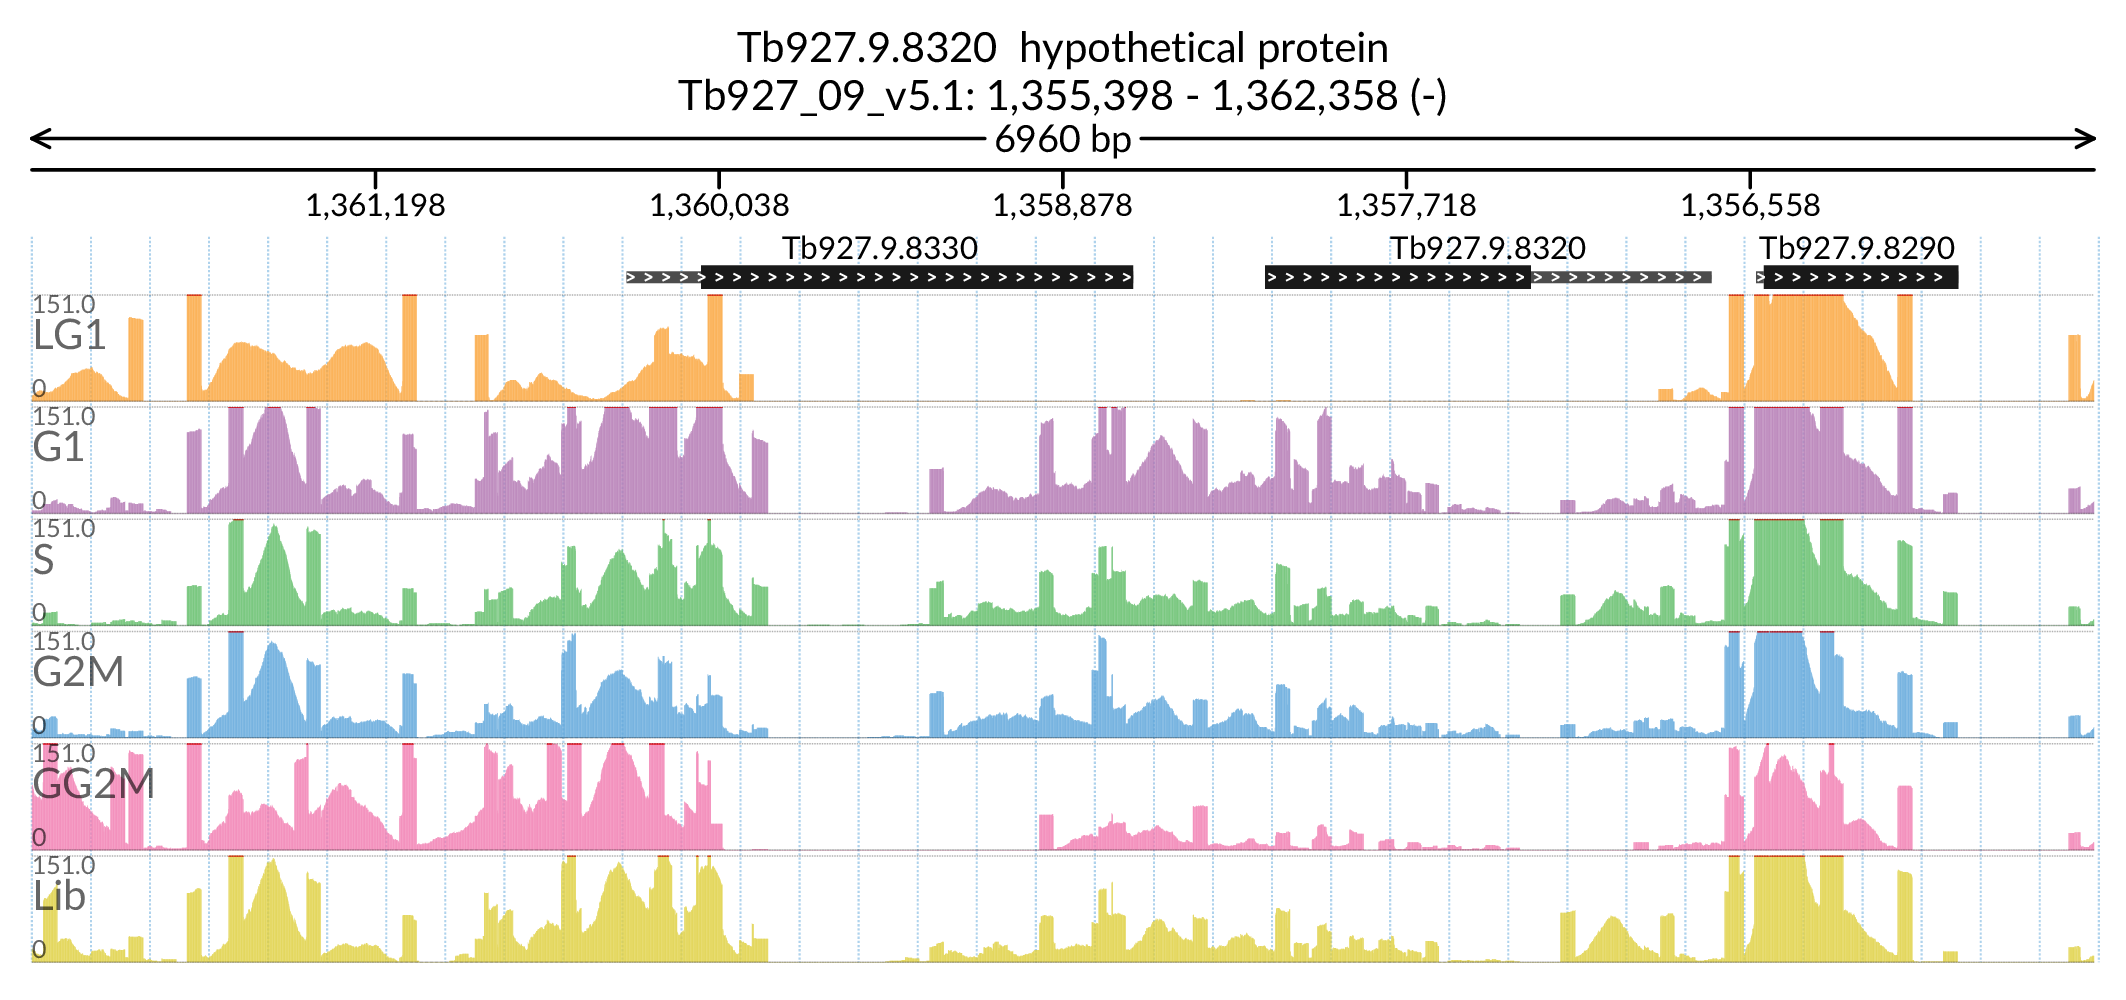 Tb927.9.8320 hypothetical protein
Tb927_09_v5.1: 1,355,398 - 1,362,358 (-)
6960 bp
1,361,198 1,360,038 1,358,878 1,357,718 1,356,558
Tb927.9.8330 Tb927.9.8320 Tb927.9.8290
151.0
LG1
0
151.0
G1
0
151.0
S
0
151.0
G2M
0
151.0
GG2M
0
151.0
Lib
0